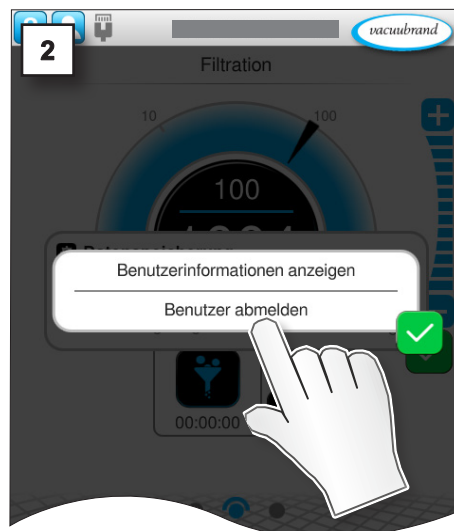 2
vacuubrand
Filtration
10
100
100
Benutzerinformationen anzeigen
Benutzer abmelden
00:00:00